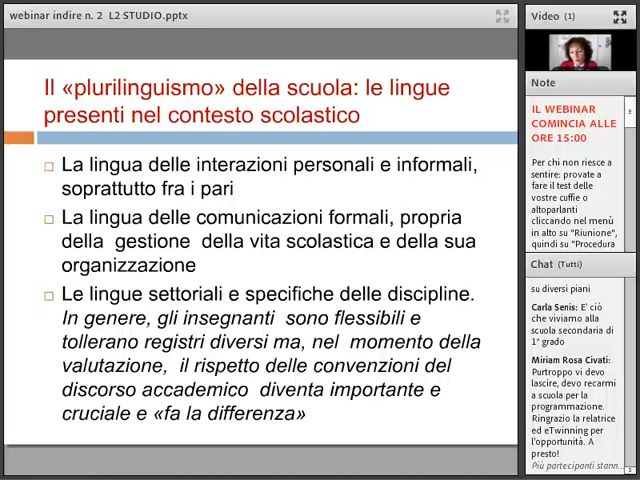 webinar indire n. 2  L2 STUDIO.pptx
Il «plurilinguismo» della scuola: le lingue
presenti nel contesto scolastico
La lingua delle interazioni personali e informali,
soprattutto fra i pari
La lingua delle comunicazioni formali, propria
della  gestione  della vita scolastica e della sua
organizzazione
Le lingue settoriali e specifiche delle discipline.
In genere, gli insegnanti  sono flessibili e
tollerano registri diversi ma, nel  momento della
valutazione,  il rispetto delle convenzioni del
discorso accademico  diventa importante e
cruciale e «fa la differenza»
Video (1)
Note
IL WEBINAR
COMINCIA ALLE
ORE 15:00
Per chi non riesce a
sentire: provate a
fare il test delle
vostre cuffie o
altoparlanti
cliccando nel menù
in alto su "Riunione",
quindi su "Procedura
Chat (Tutti)
su diversi piani
Carla Senis: E' ciò
che viviamo alla
scuola secondaria di
1° grado
Miriam Rosa Civati:
Purtroppo vi devo
lascire, devo recarmi
a scuola per la
programmazione.
Ringrazio la relatrice
ed eTwinning per
l'opportunità. A
presto!
Più partecipanti stann...